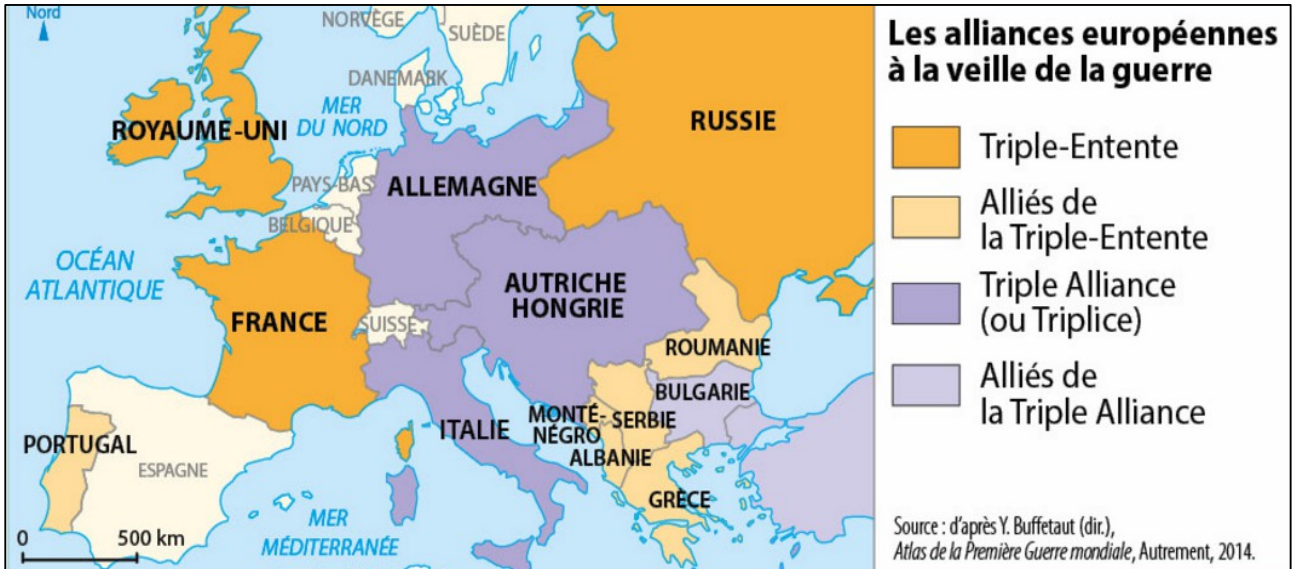 Nord
NORVÈGE
SUÈDE
DANEMARK
MER
DU NORD
ROYAUME-UNI
RUSSIE
PAYS-BAS
ALLEMAGNE
BELGIQUE
OCÉAN
ATLANTIQUE
AUTRICHE
HONGRIE
FRANCE
SUISSE
ROUMANIE
BULGARIE
MONTÉ-
NÉGRO
SERBIE
ITALIE
PORTUGAL
ALBANIE
ESPAGNE
GRÈCE
MER
MÉDITERRANÉE
0 500 km
Les alliances européennes
à la veille de la guerre
Triple-Entente
Alliés de
la Triple-Entente
Triple Alliance
(ou Triplice)
Alliés de
la Triple Alliance
Source : d'après Y. Buffetaut (dir.),
Atlas de la Première Guerre mondiale, Autrement, 2014.